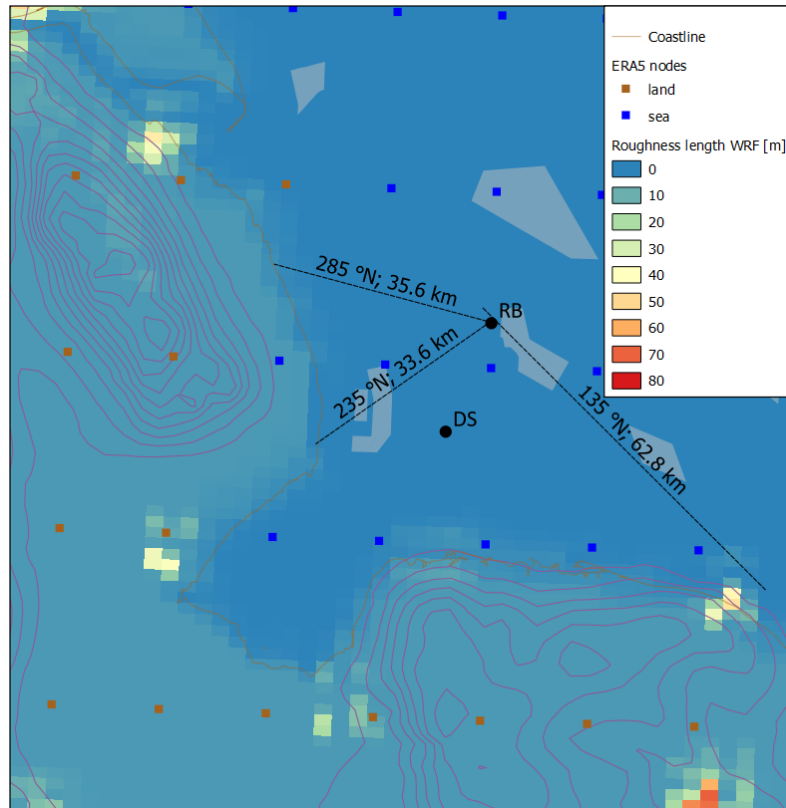 Coastline
ERA5 nodes
land
sea
Roughness length WRF [m]
0
10
20
30
40
50
60
70
80
285 °N; 35.6 km
RB
235 °N; 33.6 km
DS
135 °N; 62.8 km